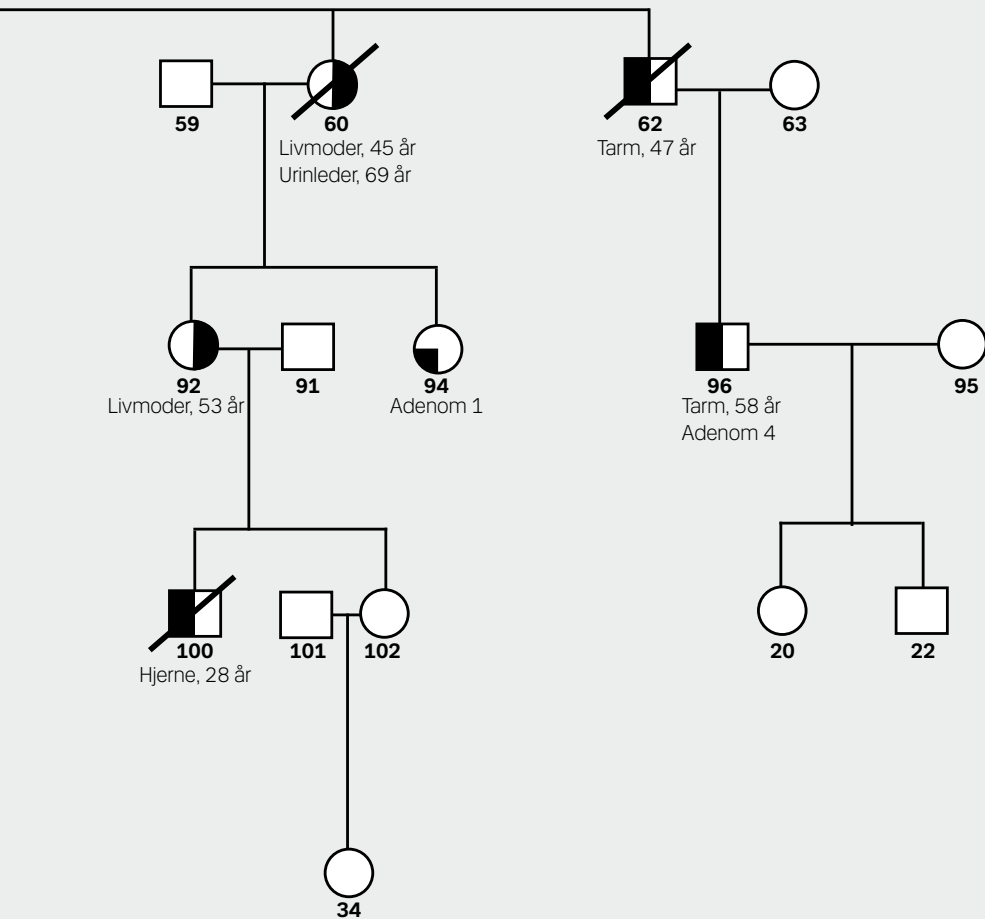 59
60
Livmoder, 45 år
Urinleder, 69 år
62
Tarm, 47 år
63
92
Livmoder, 53 år
91
94
Adenom 1
96
Tarm, 58 år
Adenom 4
95
100
Hjerne, 28 år
101
102
20
22
34